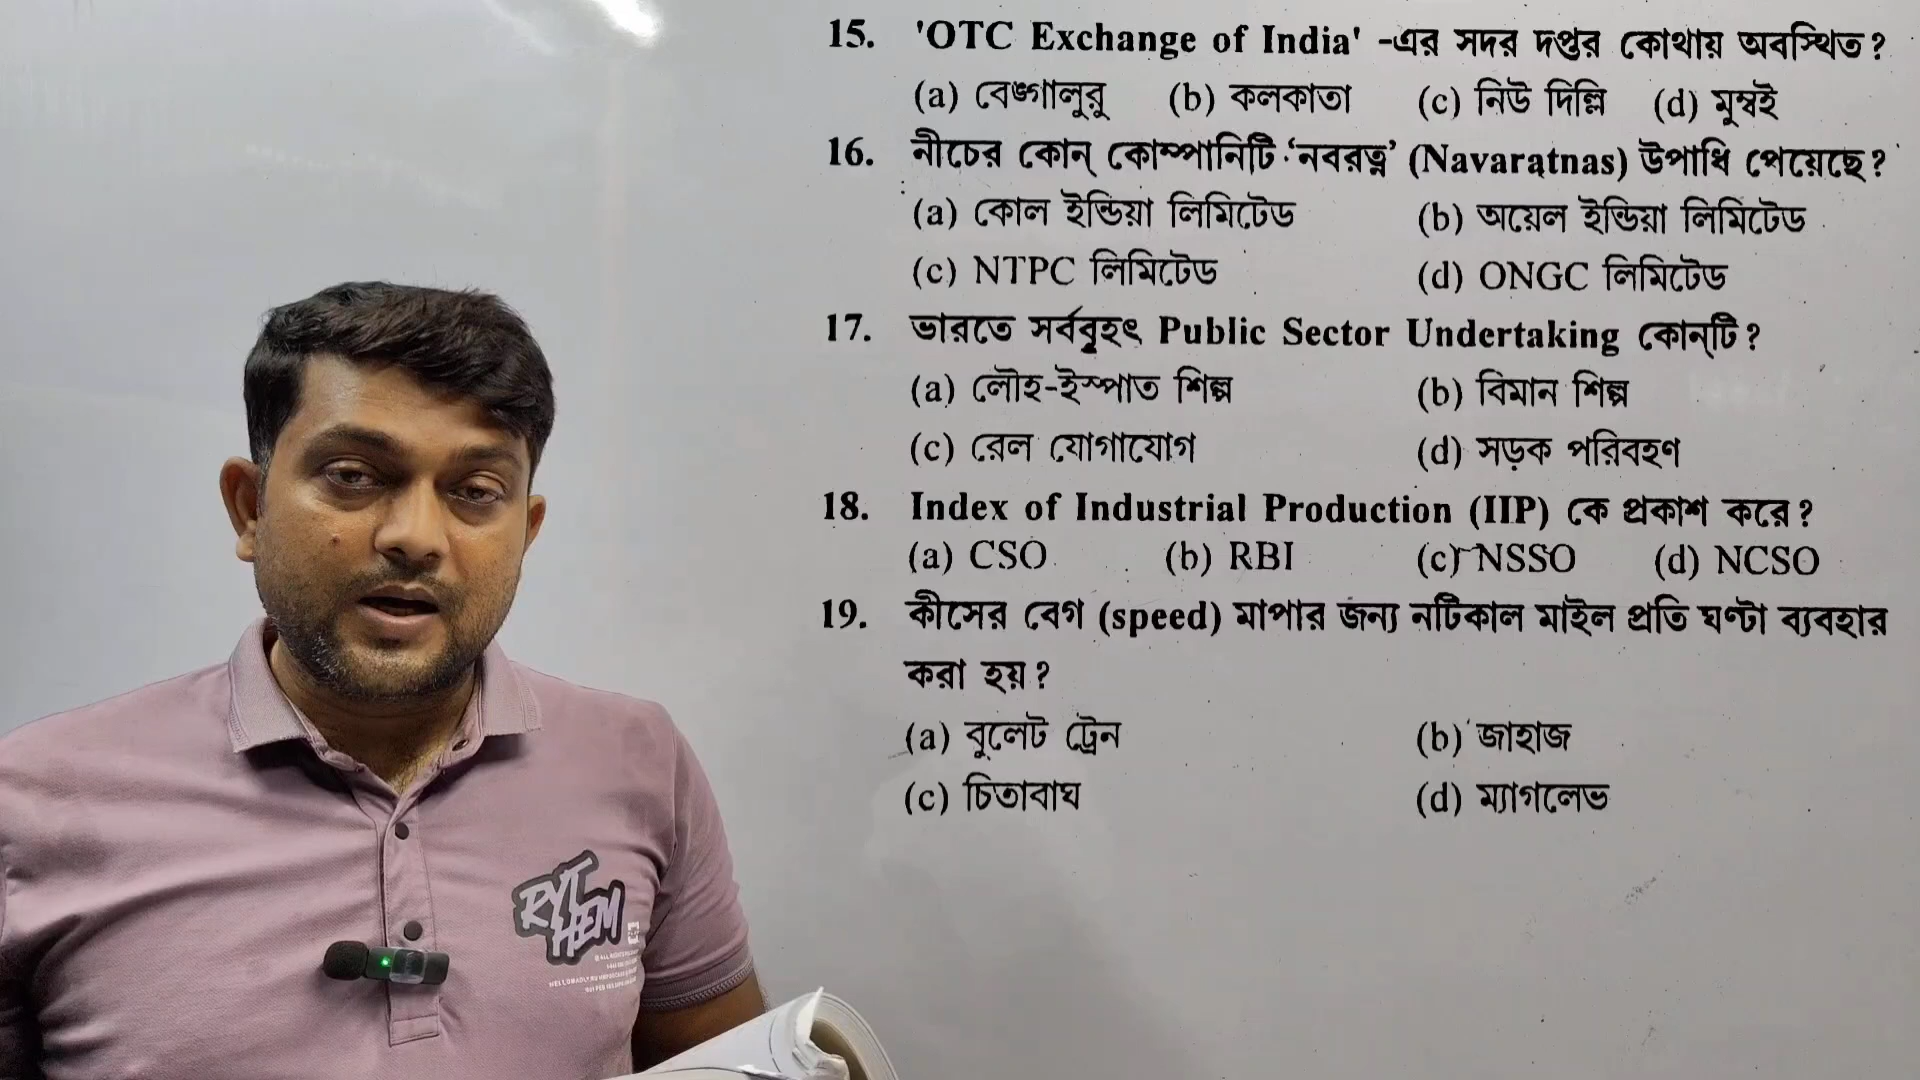 15. 'OTC Exchange of India' -এর সদর দপ্তর কোথায় অবস্থিত?
(a) বেঙ্গালুরু (b) কলকাতা (c) নিউ দিল্লি (d) মুম্বই
16. নীচের কোন্ কোম্পানিটি 'নবরত্ন' (Navaratnas) উপাধি পেয়েছে?
(a) কোল ইন্ডিয়া লিমিটেড (b) অয়েল ইন্ডিয়া লিমিটেড
(c) NTPC লিমিটেড (d) ONGC লিমিটেড
17. ভারতে সর্ববৃহৎ Public Sector Undertaking কোন্‌টি?
(a) লৌহ-ইস্পাত শিল্প (b) বিমান শিল্প
(c) রেল যোগাযোগ (d) সড়ক পরিবহণ
18. Index of Industrial Production (IIP) কে প্রকাশ করে?
(a) CSO (b) RBI (c) NSSO (d) NCSO
19. কীসের বেগ (speed) মাপার জন্য নটিকাল মাইল প্রতি ঘণ্টা ব্যবহার
করা হয়?
(a) বুলেট ট্রেন (b) জাহাজ
(c) চিতাবাঘ (d) ম্যাগলেভ
RYT
HEM